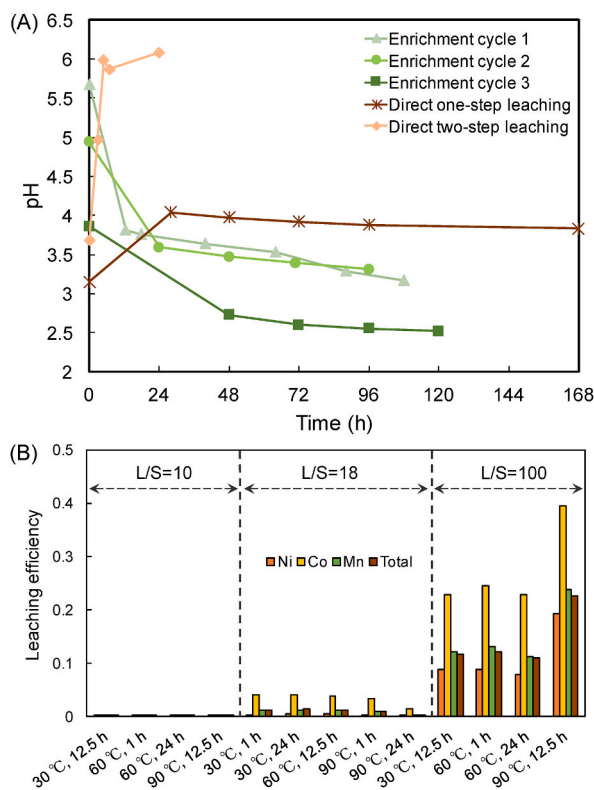 (A)
6.5
6
5.5
5
4.5
4
3.5
3
2.5
2
pH
Enrichment cycle 1
Enrichment cycle 2
Enrichment cycle 3
Direct one-step leaching
Direct two-step leaching
0 24 48 72 96 120 144 168
Time (h)
(B)
0.5
0.4
0.3
0.2
0.1
0
Leaching efficiency
L/S=10 L/S=18 L/S=100
Ni Co Mn Total
30 ℃, 12.5 h
60 ℃, 1 h
60 ℃, 24 h
90 ℃, 12.5 h
30 ℃, 1 h
30 ℃, 24 h
60 ℃, 12.5 h
90 ℃, 1 h
90 ℃, 24 h
30 ℃, 12.5 h
60 ℃, 1 h
60 ℃, 24 h
90 ℃, 12.5 h